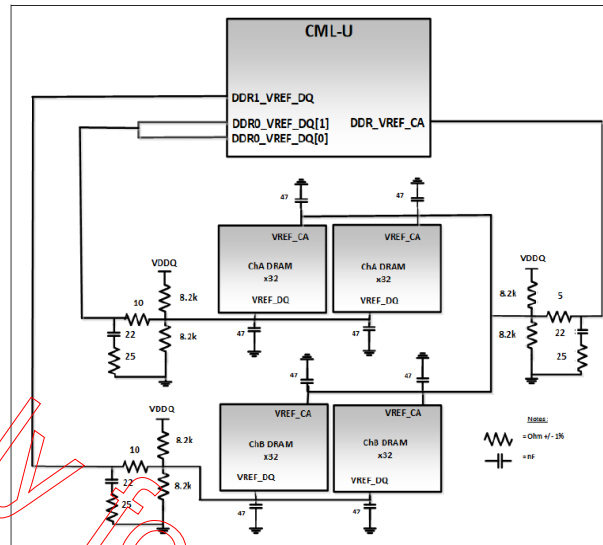 CML-U
DDR1_VREF_DQ
DDR0_VREF_DQ[1]
DDR_VREF_CA
DDR0_VREF_DQ[0]
47
47
VREF_CA
VREF_CA
ChA DRAM
x32
ChA DRAM
x32
VREF_DQ
VREF_DQ
VDDQ
8.2k
10
8.2k
22
25
47
47
VDDQ
8.2k
5
8.2k
22
25
47
47
VREF_CA
VREF_CA
ChB DRAM
x32
ChB DRAM
x32
VREF_DQ
VREF_DQ
VDDQ
8.2k
10
8.2k
22
25
47
47
Notes:
=Ohm +/- 1%
=nF